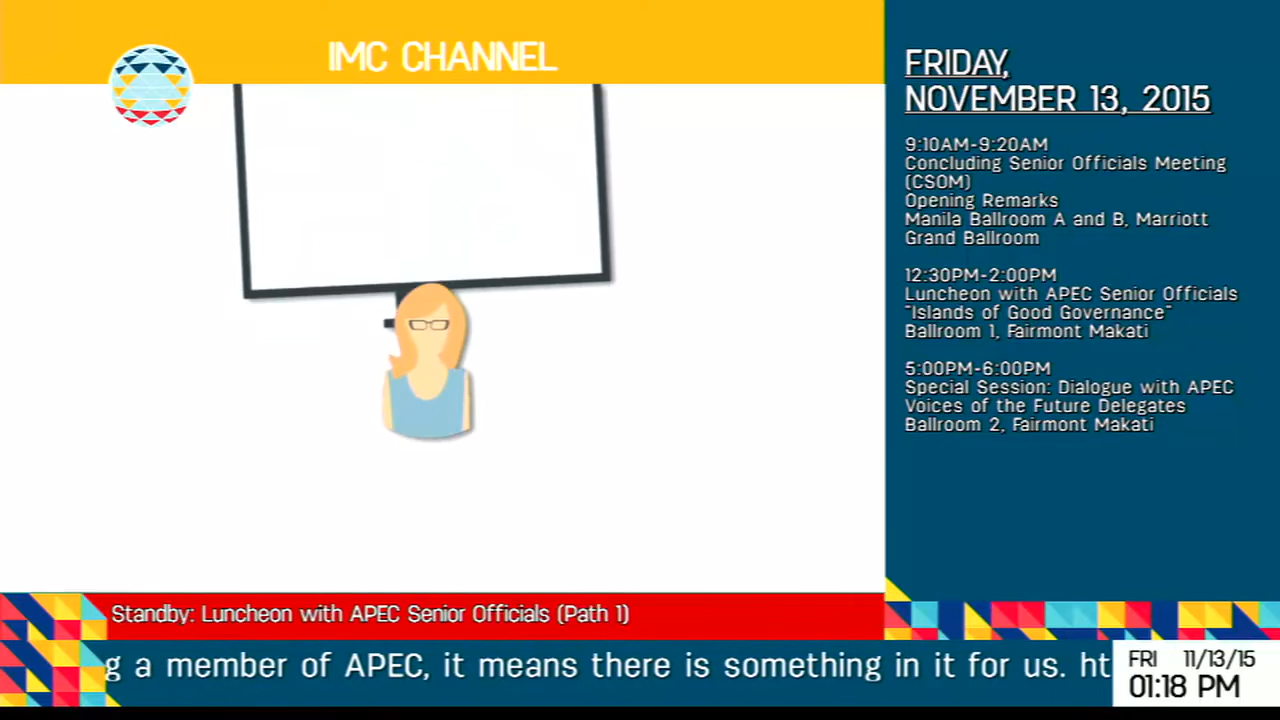 IMC CHANNEL
FRIDAY,
NOVEMBER 13, 2015
9:10AM-9:20AM
Concluding Senior Officials Meeting
(CSOM)
Opening Remarks
Manila Ballroom A and B, Marriott
Grand Ballroom
12:30PM-2:00PM
Luncheon with APEC Senior Officials
"Islands of Good Governance"
Ballroom 1, Fairmont Makati
5:00PM-6:00PM
Special Session: Dialogue with APEC
Voices of the Future Delegates
Ballroom 2, Fairmont Makati
Standby: Luncheon with APEC Senior Officials (Path 1)
g a member of APEC, it means there is something in it for us. ht
FRI 11/13/15
01:18 PM